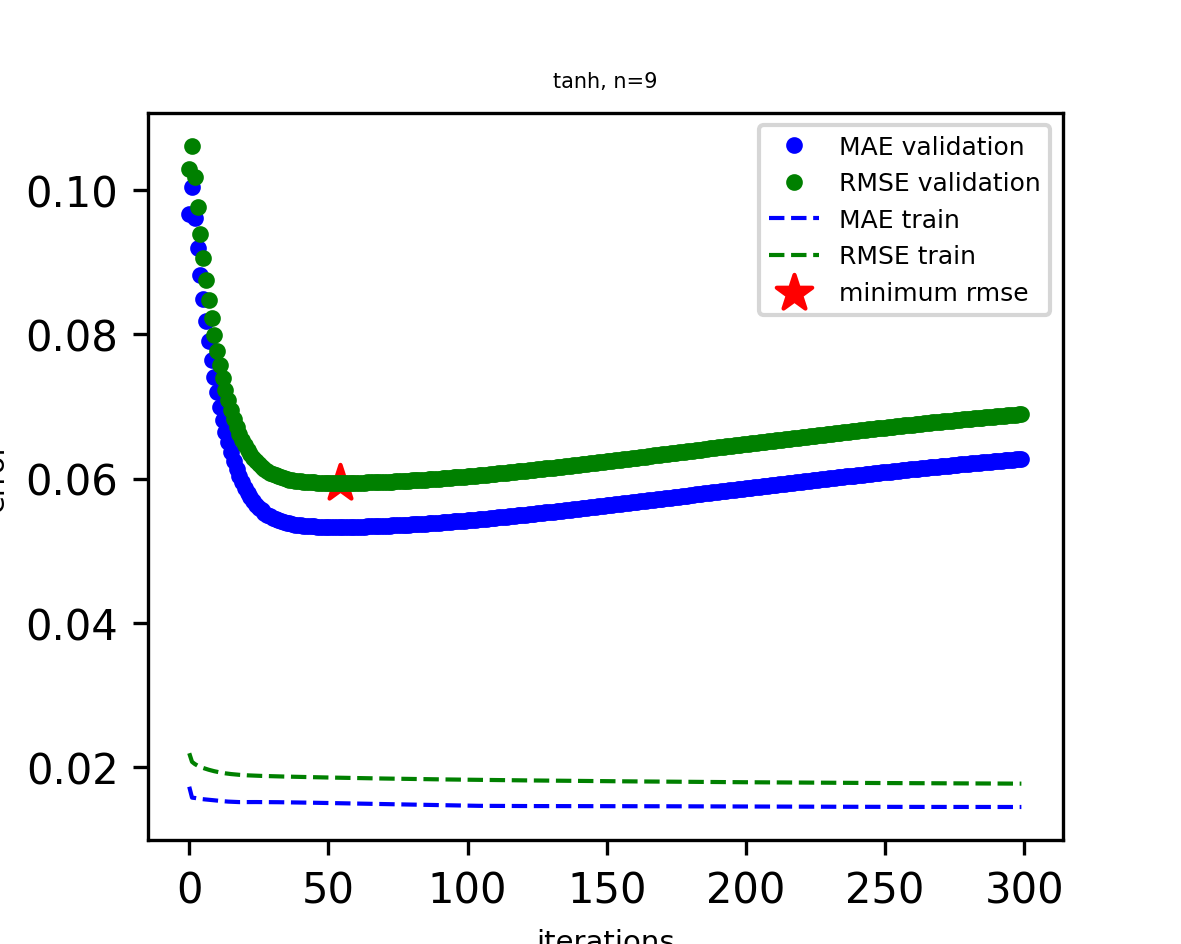 tanh, n=9
MAE validation
RMSE validation
MAE train
RMSE train
minimum rmse
0.10
0.08
0.06
0.04
0.02
0 50 100 150 200 250 300
iterations